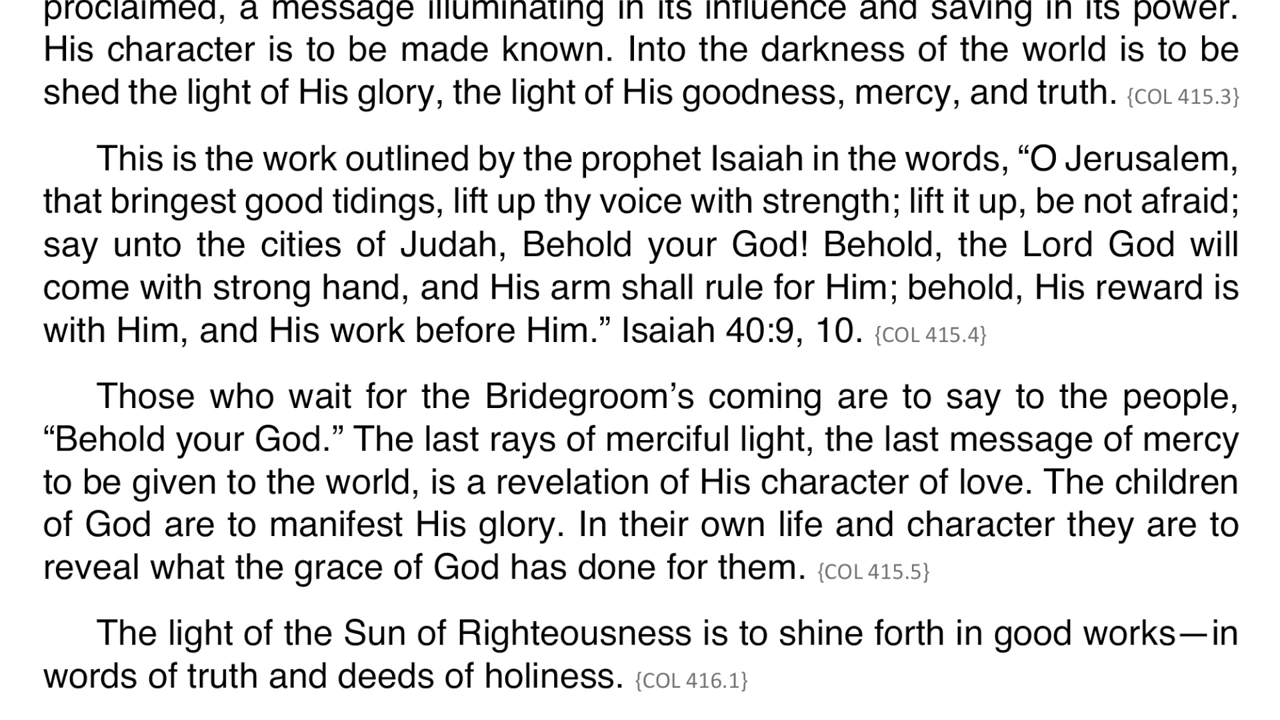 proclaimed, a message illuminating in its influence and saving in its power.
His character is to be made known. Into the darkness of the world is to be
shed the light of His glory, the light of His goodness, mercy, and truth. {COL 415.3}
This is the work outlined by the prophet Isaiah in the words, “O Jerusalem,
that bringest good tidings, lift up thy voice with strength; lift it up, be not afraid;
say unto the cities of Judah, Behold your God! Behold, the Lord God will
come with strong hand, and His arm shall rule for Him; behold, His reward is
with Him, and His work before Him.” Isaiah 40:9, 10. {COL 415.4}
Those who wait for the Bridegroom’s coming are to say to the people,
“Behold your God.” The last rays of merciful light, the last message of mercy
to be given to the world, is a revelation of His character of love. The children
of God are to manifest His glory. In their own life and character they are to
reveal what the grace of God has done for them. {COL 415.5}
The light of the Sun of Righteousness is to shine forth in good works—in
words of truth and deeds of holiness. {COL 416.1}